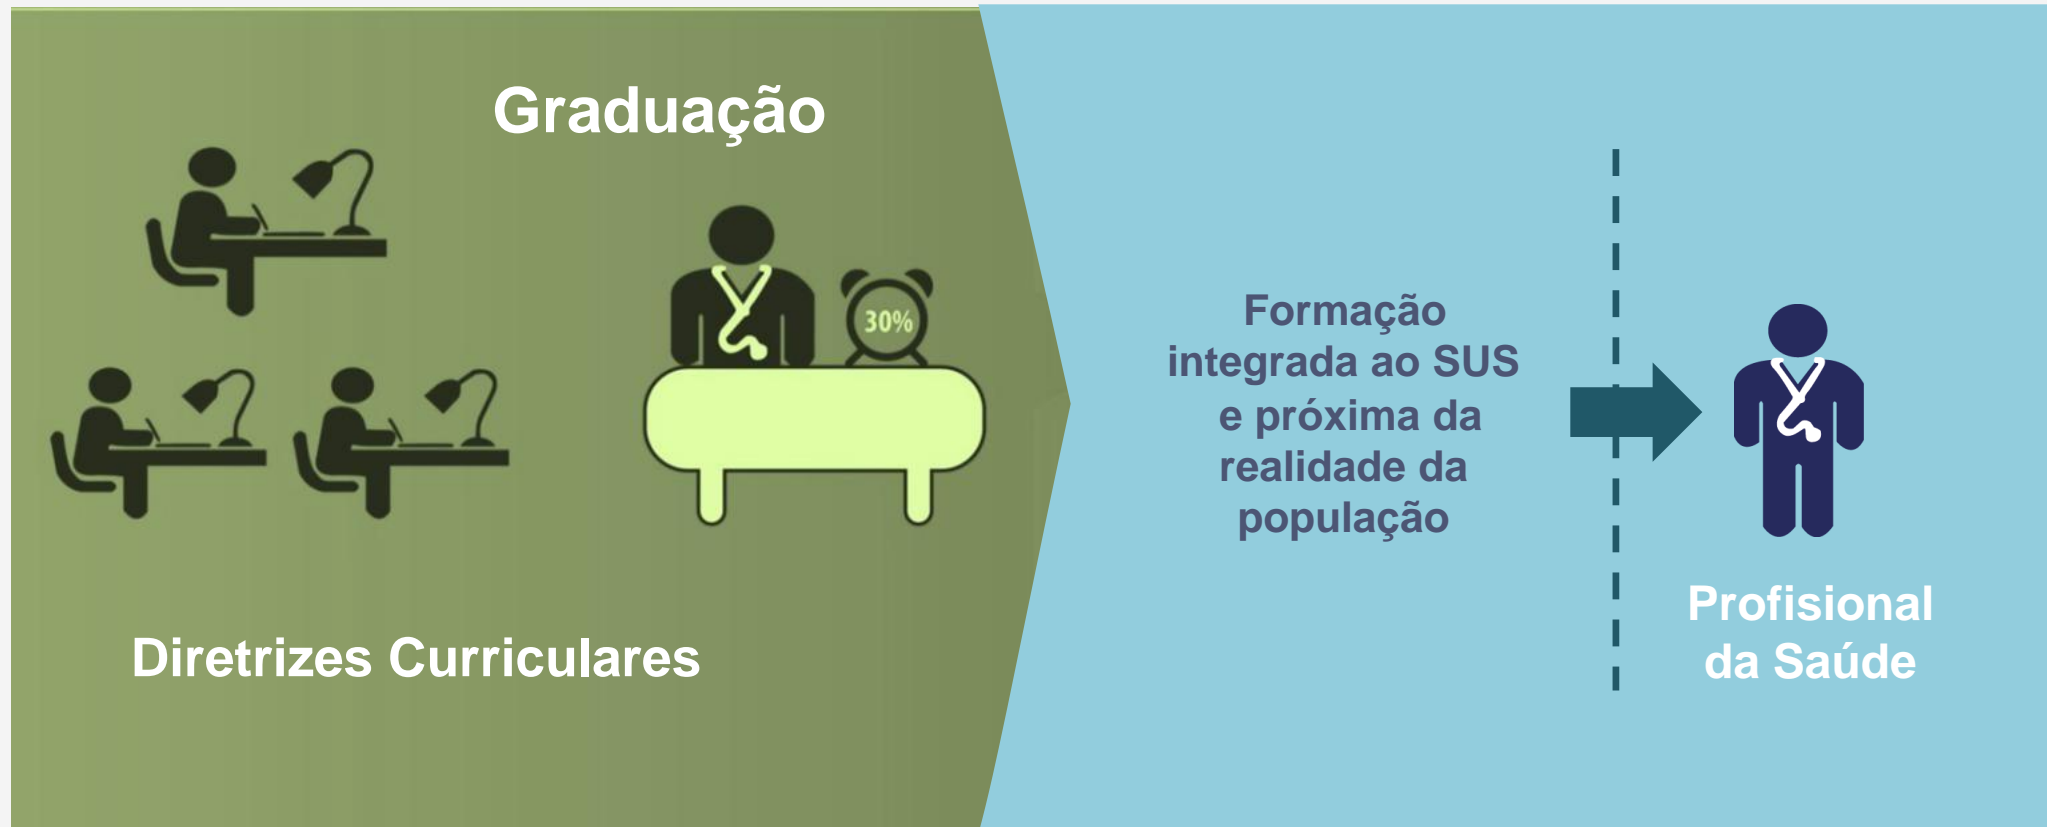 Graduação
30%
Diretrizes Curriculares
Formação
integrada ao SUS
e próxima da
realidade da
população
Profisional
da Saúde